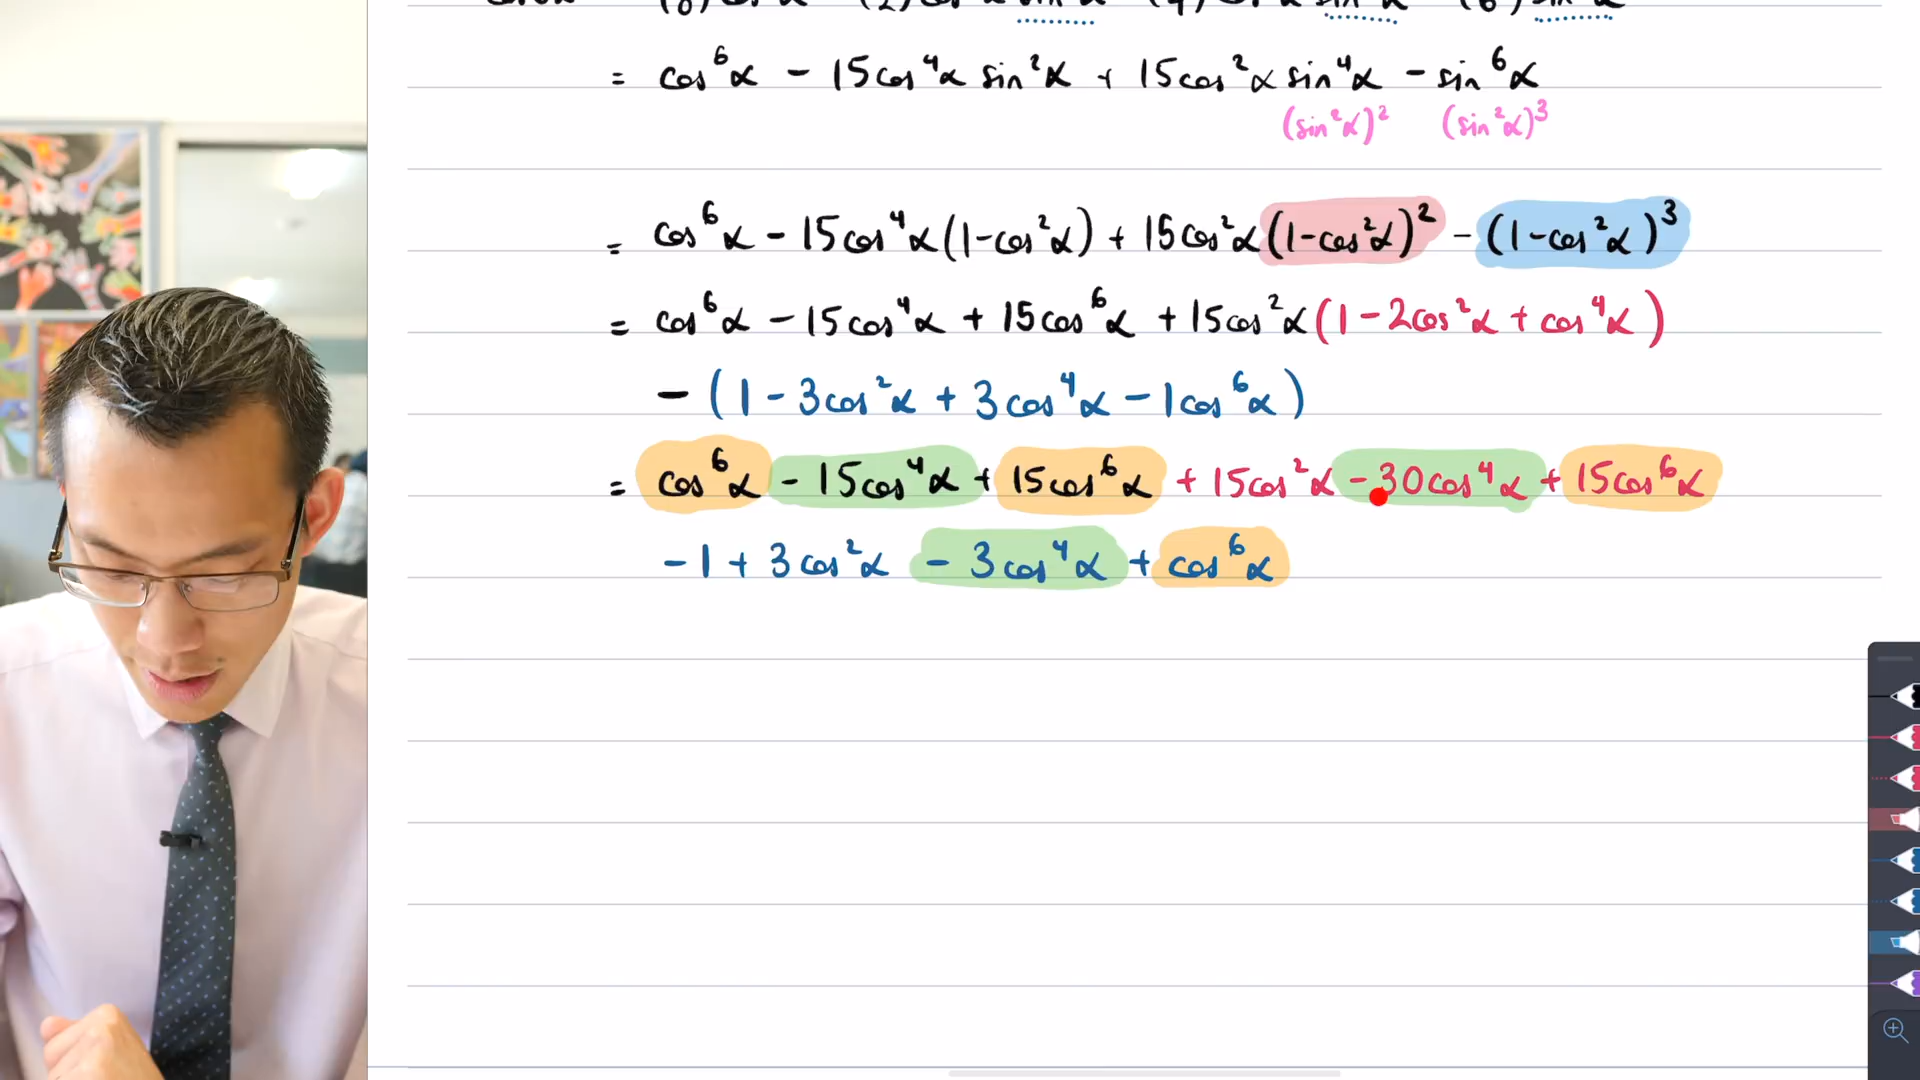 = cos⁶α - 15cos⁴α sin²α + 15cos²α sin⁴α - sin⁶α
(sin²α)² (sin²α)³
= cos⁶α - 15cos⁴α(1-cos²α) + 15cos²α(1-cos²α)² - (1-cos²α)³
= cos⁶α - 15cos⁴α + 15cos⁶α + 15cos²α(1-2cos²α + cos⁴α)
- (1 - 3cos²α + 3cos⁴α - 1cos⁶α)
= cos⁶α - 15cos⁴α + 15cos⁶α + 15cos²α - 30cos⁴α + 15cos⁶α
- 1 + 3cos²α - 3cos⁴α + cos⁶α